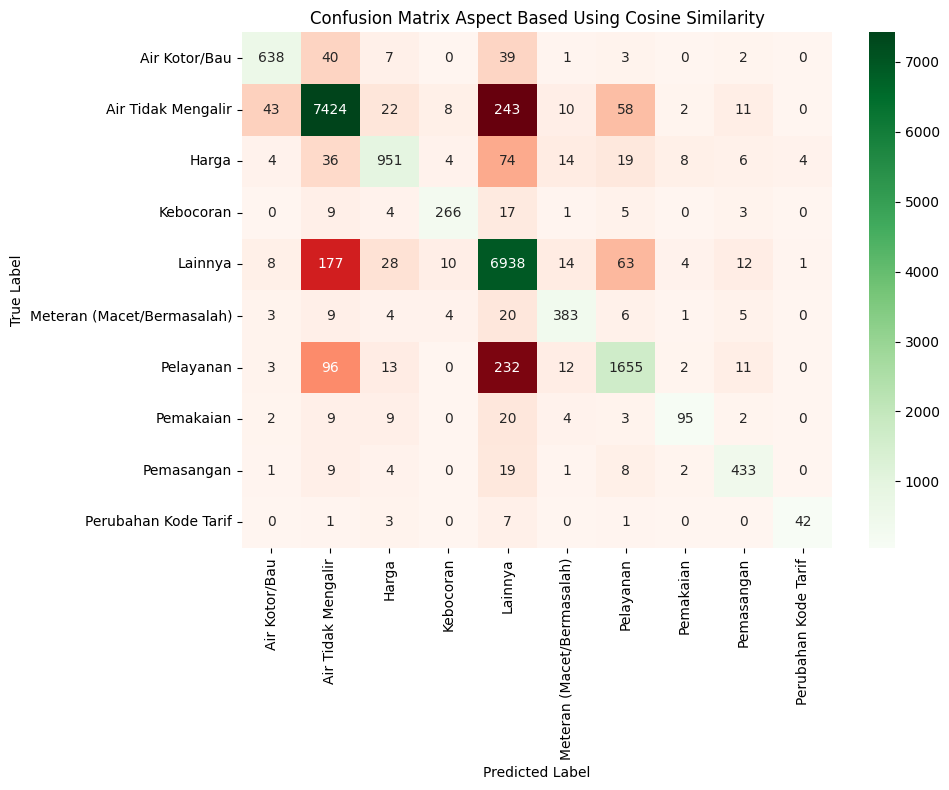 Confusion Matrix Aspect Based Using Cosine Similarity
True Label
Air Kotor/Bau 638 40 7 0 39 1 3 0 2 0
Air Tidak Mengalir 43 7424 22 8 243 10 58 2 11 0
Harga 4 36 951 4 74 14 19 8 6 4
Kebocoran 0 9 4 266 17 1 5 0 3 0
Lainnya 8 177 28 10 6938 14 63 4 12 1
Meteran (Macet/Bermasalah) 3 9 4 4 20 383 6 1 5 0
Pelayanan 3 96 13 0 232 12 1655 2 11 0
Pemakaian 2 9 9 0 20 4 3 95 2 0
Pemasangan 1 9 4 0 19 1 8 2 433 0
Perubahan Kode Tarif 0 1 3 0 7 0 1 0 0 42
Air Kotor/Bau
Air Tidak Mengalir
Harga
Kebocoran
Lainnya
Meteran (Macet/Bermasalah)
Pelayanan
Pemakaian
Pemasangan
Perubahan Kode Tarif
Predicted Label
7000
6000
5000
4000
3000
2000
1000